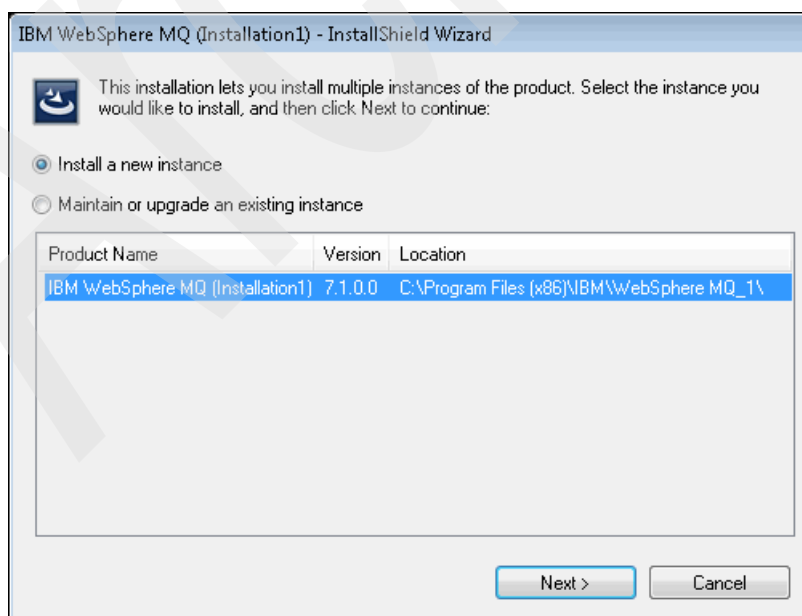 IBM WebSphere MQ (Installation1) - InstallShield Wizard
This installation lets you install multiple instances of the product. Select the instance you
would like to install, and then click Next to continue:
Install a new instance
Maintain or upgrade an existing instance
Product Name Version Location
IBM WebSphere MQ (Installation1) 7.1.0.0 C:\Program Files (x86)\IBM\WebSphere MQ_1\
Next > Cancel